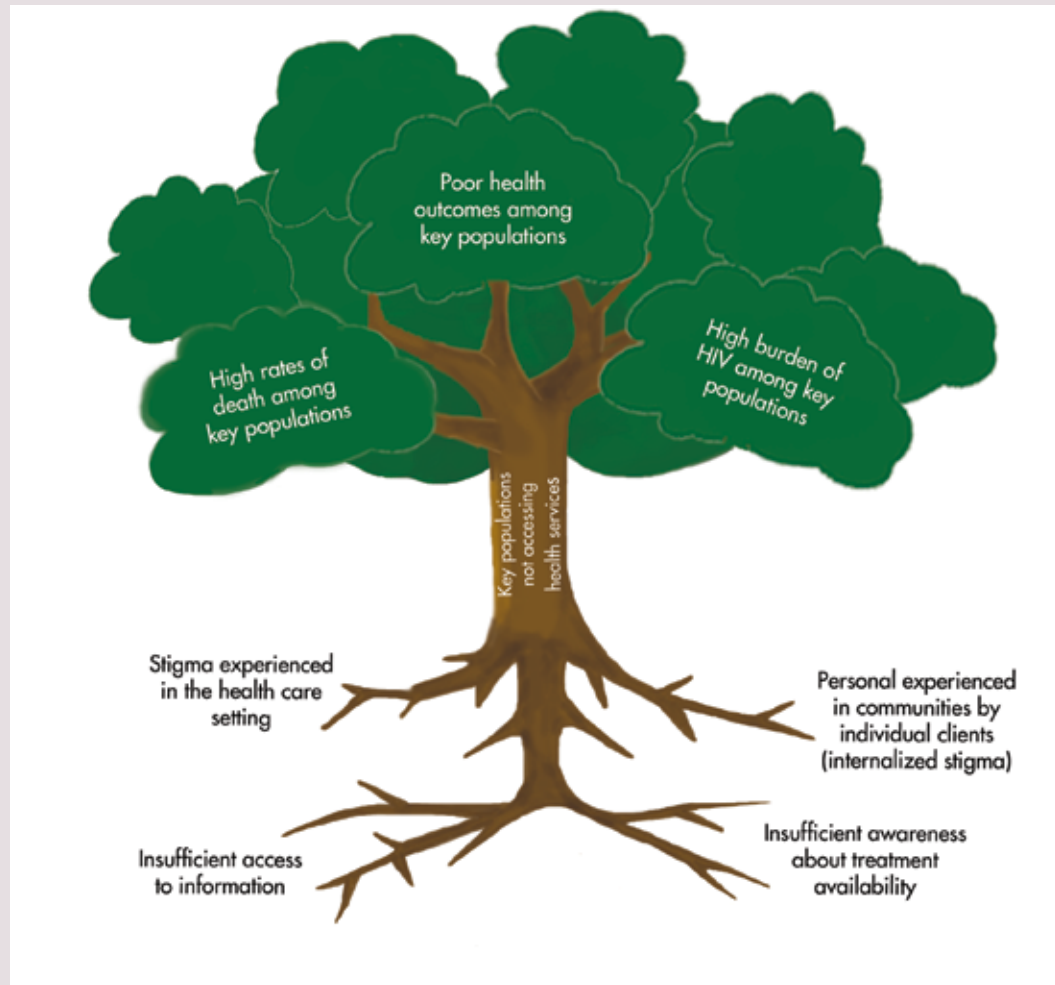 Poor health
outcomes among
key populations
High rates of
death among
key populations
High burden of
HIV among key
populations
Key populations
not accessing
health services
Stigma experienced
in the health care
setting
Personal experienced
in communities by
individual clients
(internalized stigma)
Insufficient access
to information
Insufficient awareness
about treatment
availability